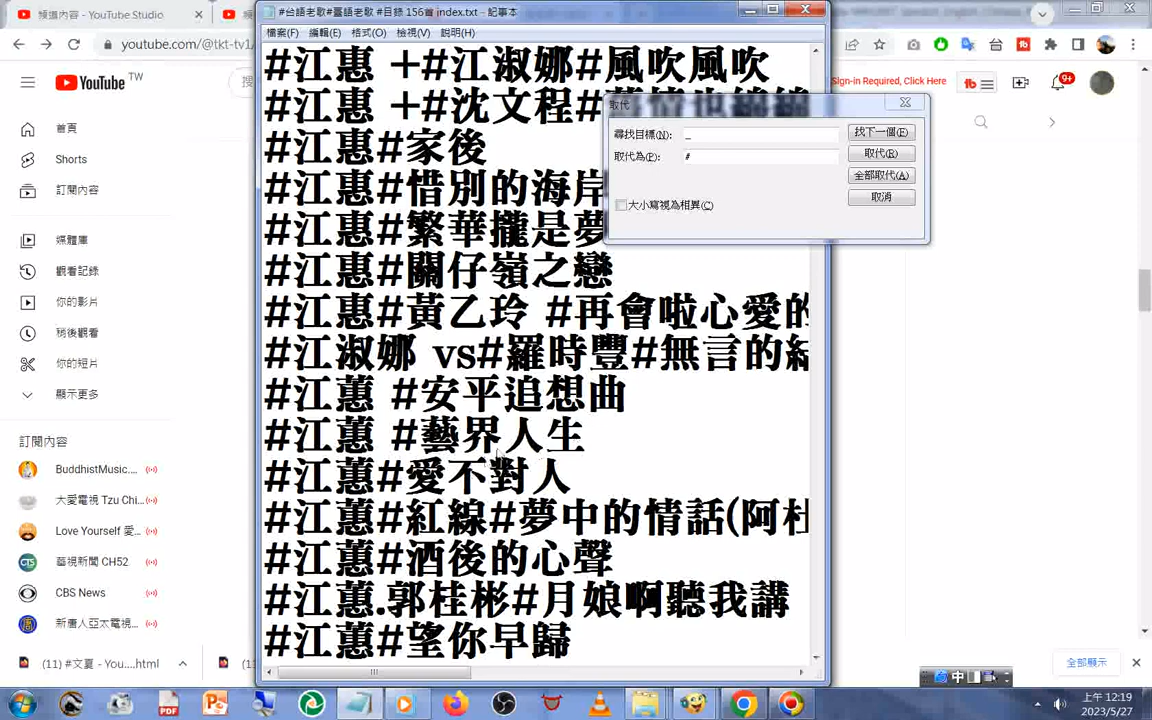 頻道內容 - YouTube Studio
#台語老歌#臺語老歌 #目錄 156首 index.txt - 記事本
youtube.com/@tkt-tv1/
檔案(F) 編輯(E) 格式(O) 檢視(V) 說明(H)
#江惠 +#江淑娜#風吹風吹
#江惠 +#沈文程#
#江惠#家後
#江惠#惜別的海岸
#江惠#繁華攏是夢
#江惠#關仔嶺之戀
#江惠#黃乙玲 #再會啦心愛的
#江淑娜 vs#羅時豐#無言的結
#江蕙 #安平追想曲
#江蕙 #藝界人生
#江蕙#愛不對人
#江蕙#紅線#夢中的情話(阿杜
#江蕙#酒後的心聲
#江蕙.郭桂彬#月娘啊聽我講
#江蕙#望你早歸
取代
尋找目標(N): _
取代為(P): #
找下一個(F)
取代(R)
全部取代(A)
取消
大小寫視為相異(C)
Sign-in Required, Click Here
9+
YouTube TW
首頁
Shorts
訂閱內容
媒體庫
觀看記錄
你的影片
稍後觀看
你的短片
顯示更多
訂閱內容
BuddhistMusic....
大愛電視 Tzu Chi...
Love Yourself 愛...
華視新聞 CH52
CBS News
新唐人亞太電視...
(11) #文夏 - You....html
(1
全部顯示
中
上午 12:19
2023/5/27